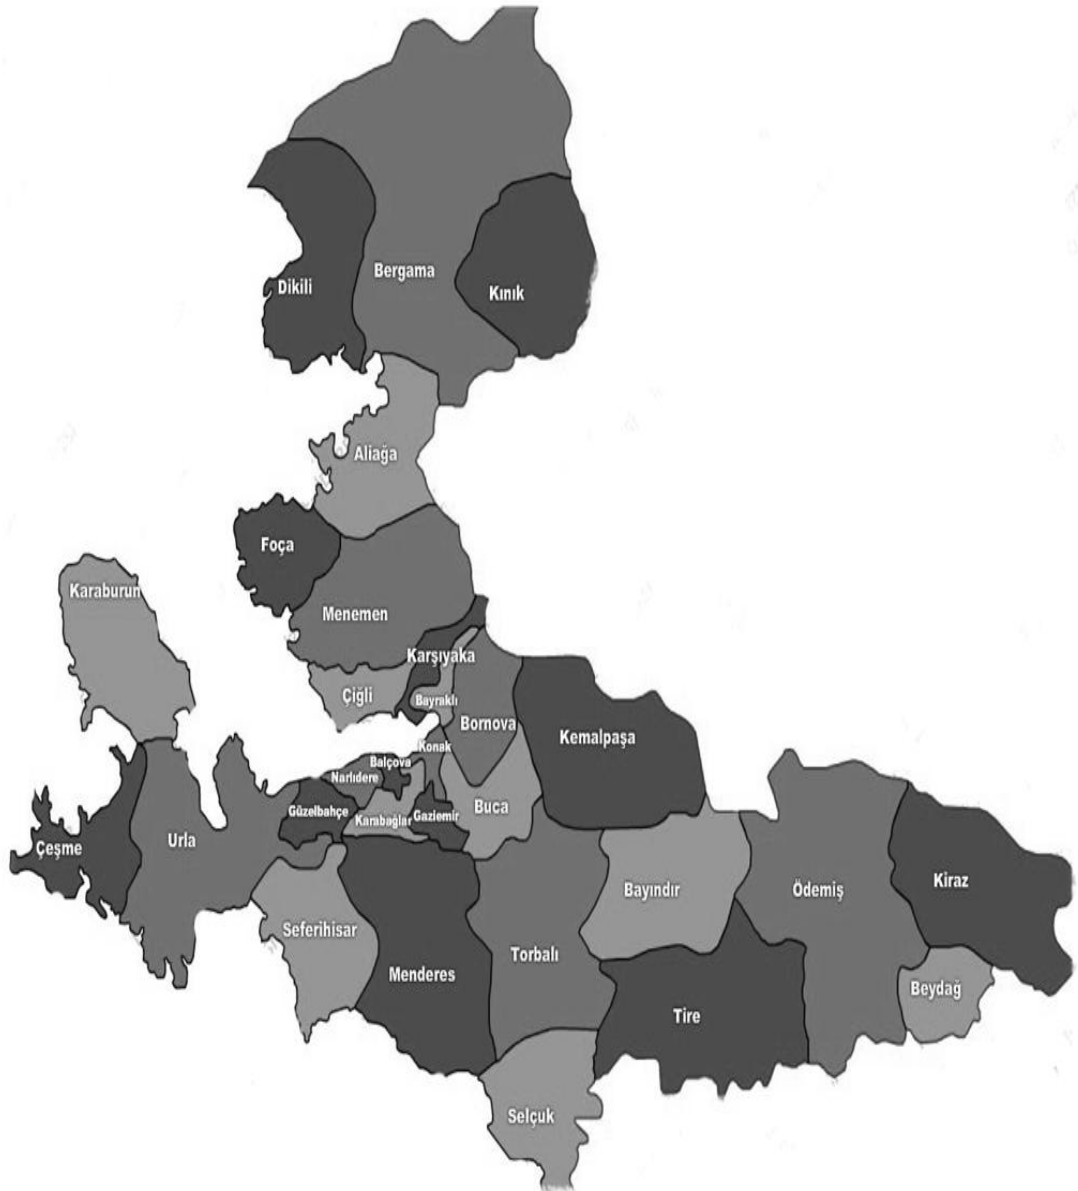 Bergama
Dikili
Kınık
Aliağa
Foça
Karaburun
Menemen
Karşıyaka
Çiğli
Bayraklı
Bornova
Kemalpaşa
Konak
Balçova
Narlıdere
Güzelbahçe
Karabağlar
Gaziemir
Buca
Urla
Çeşme
Kiraz
Bayındır
Ödemiş
Seferihisar
Torbalı
Menderes
Beydağ
Tire
Selçuk